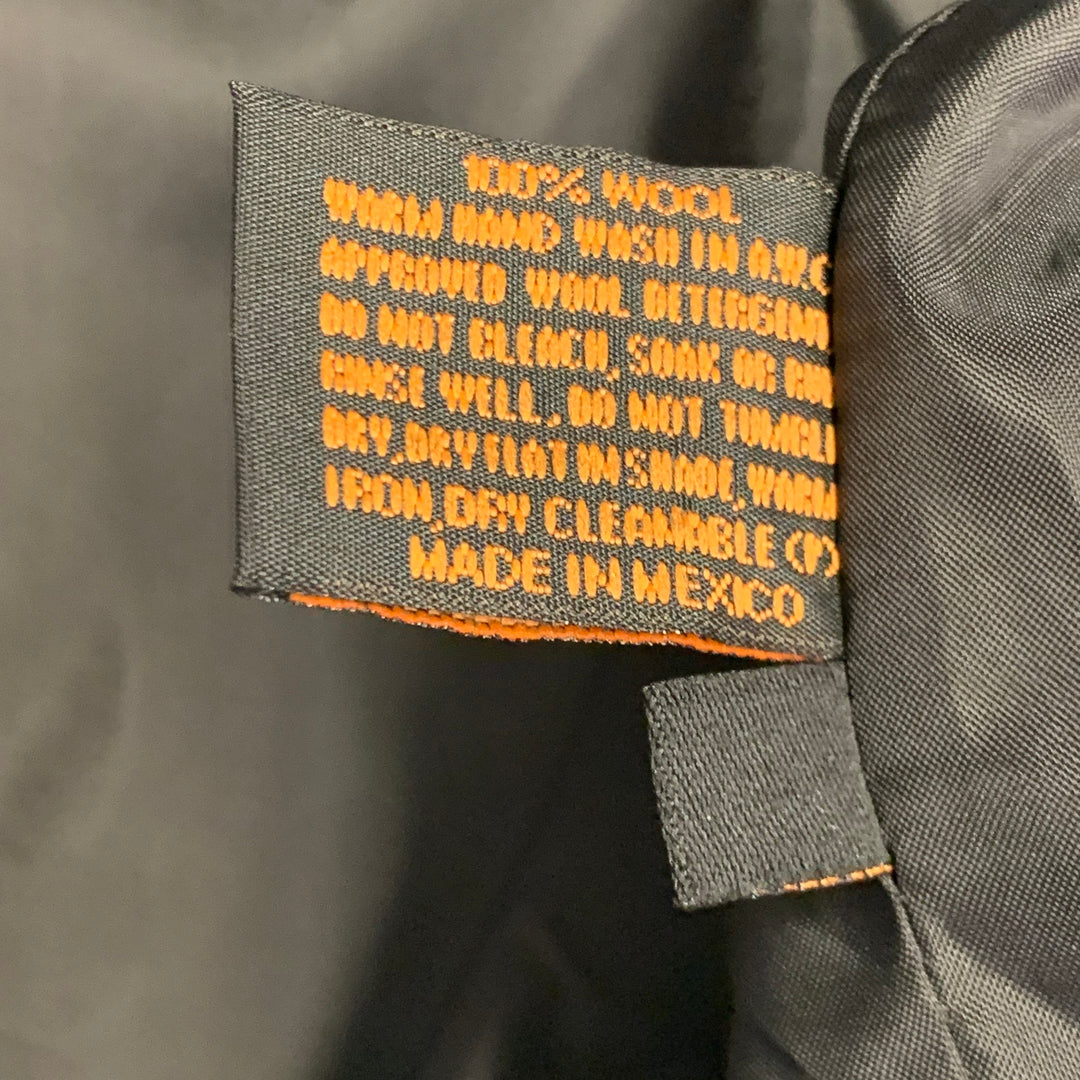 100% WOOL
WARM HAND WASH IN A.W.C
APPROVED WOOL DETERGENT
DO NOT BLEACH, SOAK OR
RINSE WELL, DO NOT TUMBL
DRY, DRY FLAT IN SHADE, WARM
IRON, DRY CLEANABLE (P)
MADE IN MEXICO